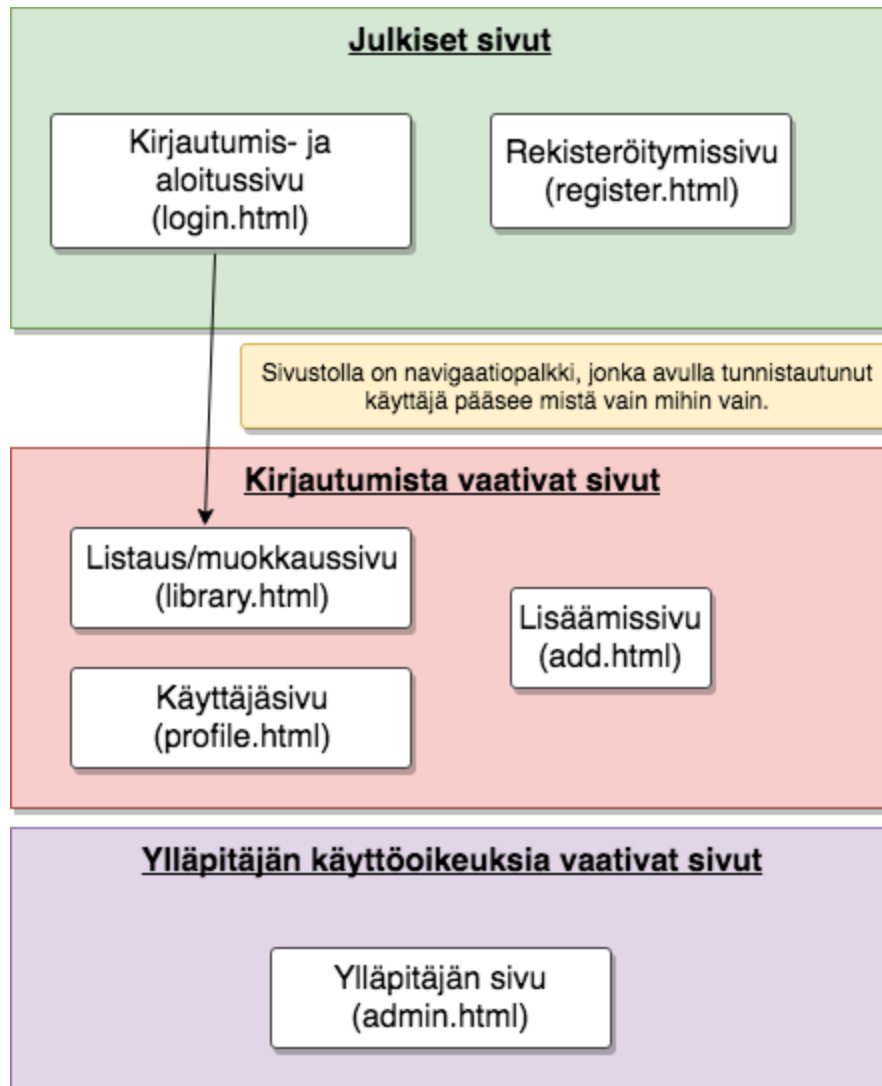 Julkiset sivut
Kirjautumis- ja
aloitussivu
(login.html)
Rekisteröitymissivu
(register.html)
Sivustolla on navigaatiopalkki, jonka avulla tunnistautunut
käyttäjä pääsee mistä vain mihin vain.
Kirjautumista vaativat sivut
Listaus/muokkaussivu
(library.html)
Lisäämissivu
(add.html)
Käyttäjäsivu
(profile.html)
Ylläpitäjän käyttöoikeuksia vaativat sivut
Ylläpitäjän sivu
(admin.html)